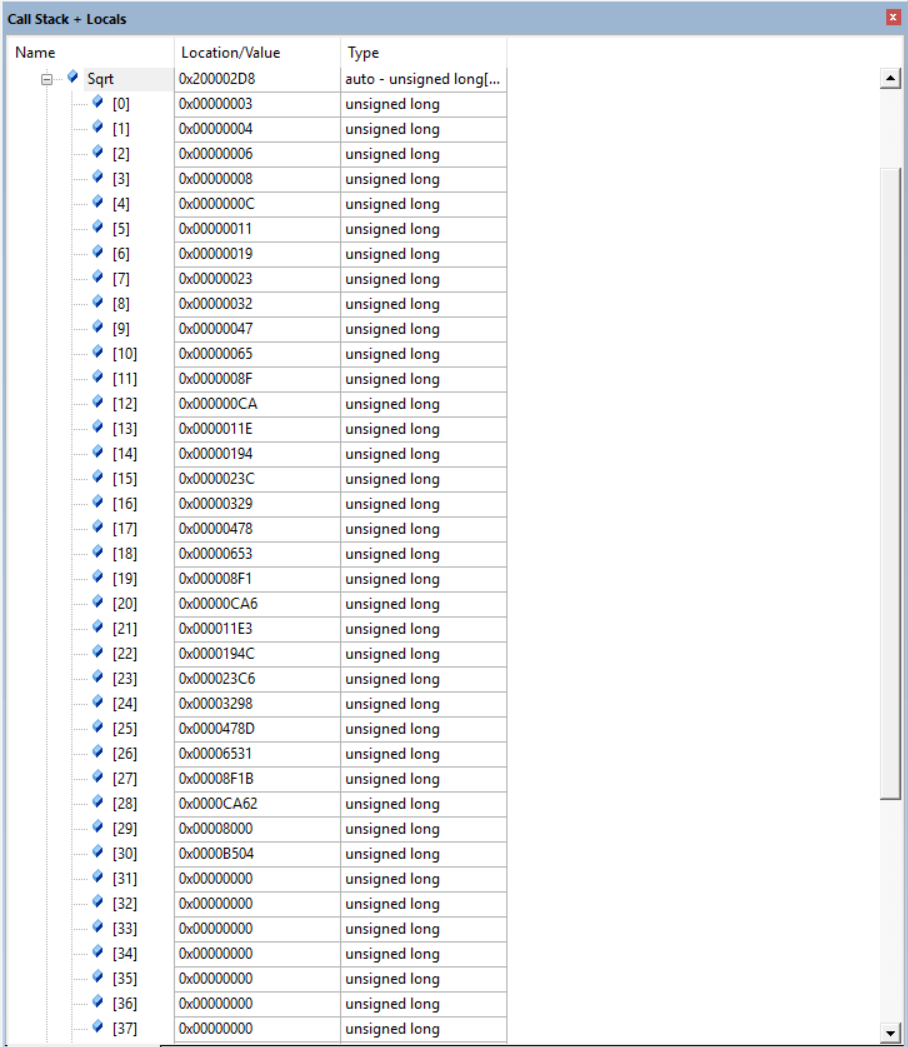 Call Stack + Locals
Name Location/Value Type
Sqrt 0x200002D8 auto - unsigned long[...
[0] 0x00000003 unsigned long
[1] 0x00000004 unsigned long
[2] 0x00000006 unsigned long
[3] 0x00000008 unsigned long
[4] 0x0000000C unsigned long
[5] 0x00000011 unsigned long
[6] 0x00000019 unsigned long
[7] 0x00000023 unsigned long
[8] 0x00000032 unsigned long
[9] 0x00000047 unsigned long
[10] 0x00000065 unsigned long
[11] 0x0000008F unsigned long
[12] 0x000000CA unsigned long
[13] 0x0000011E unsigned long
[14] 0x00000194 unsigned long
[15] 0x0000023C unsigned long
[16] 0x00000329 unsigned long
[17] 0x00000478 unsigned long
[18] 0x00000653 unsigned long
[19] 0x000008F1 unsigned long
[20] 0x00000CA6 unsigned long
[21] 0x000011E3 unsigned long
[22] 0x0000194C unsigned long
[23] 0x000023C6 unsigned long
[24] 0x00003298 unsigned long
[25] 0x0000478D unsigned long
[26] 0x00006531 unsigned long
[27] 0x00008F1B unsigned long
[28] 0x0000CA62 unsigned long
[29] 0x00008000 unsigned long
[30] 0x0000B504 unsigned long
[31] 0x00000000 unsigned long
[32] 0x00000000 unsigned long
[33] 0x00000000 unsigned long
[34] 0x00000000 unsigned long
[35] 0x00000000 unsigned long
[36] 0x00000000 unsigned long
[37] 0x00000000 unsigned long